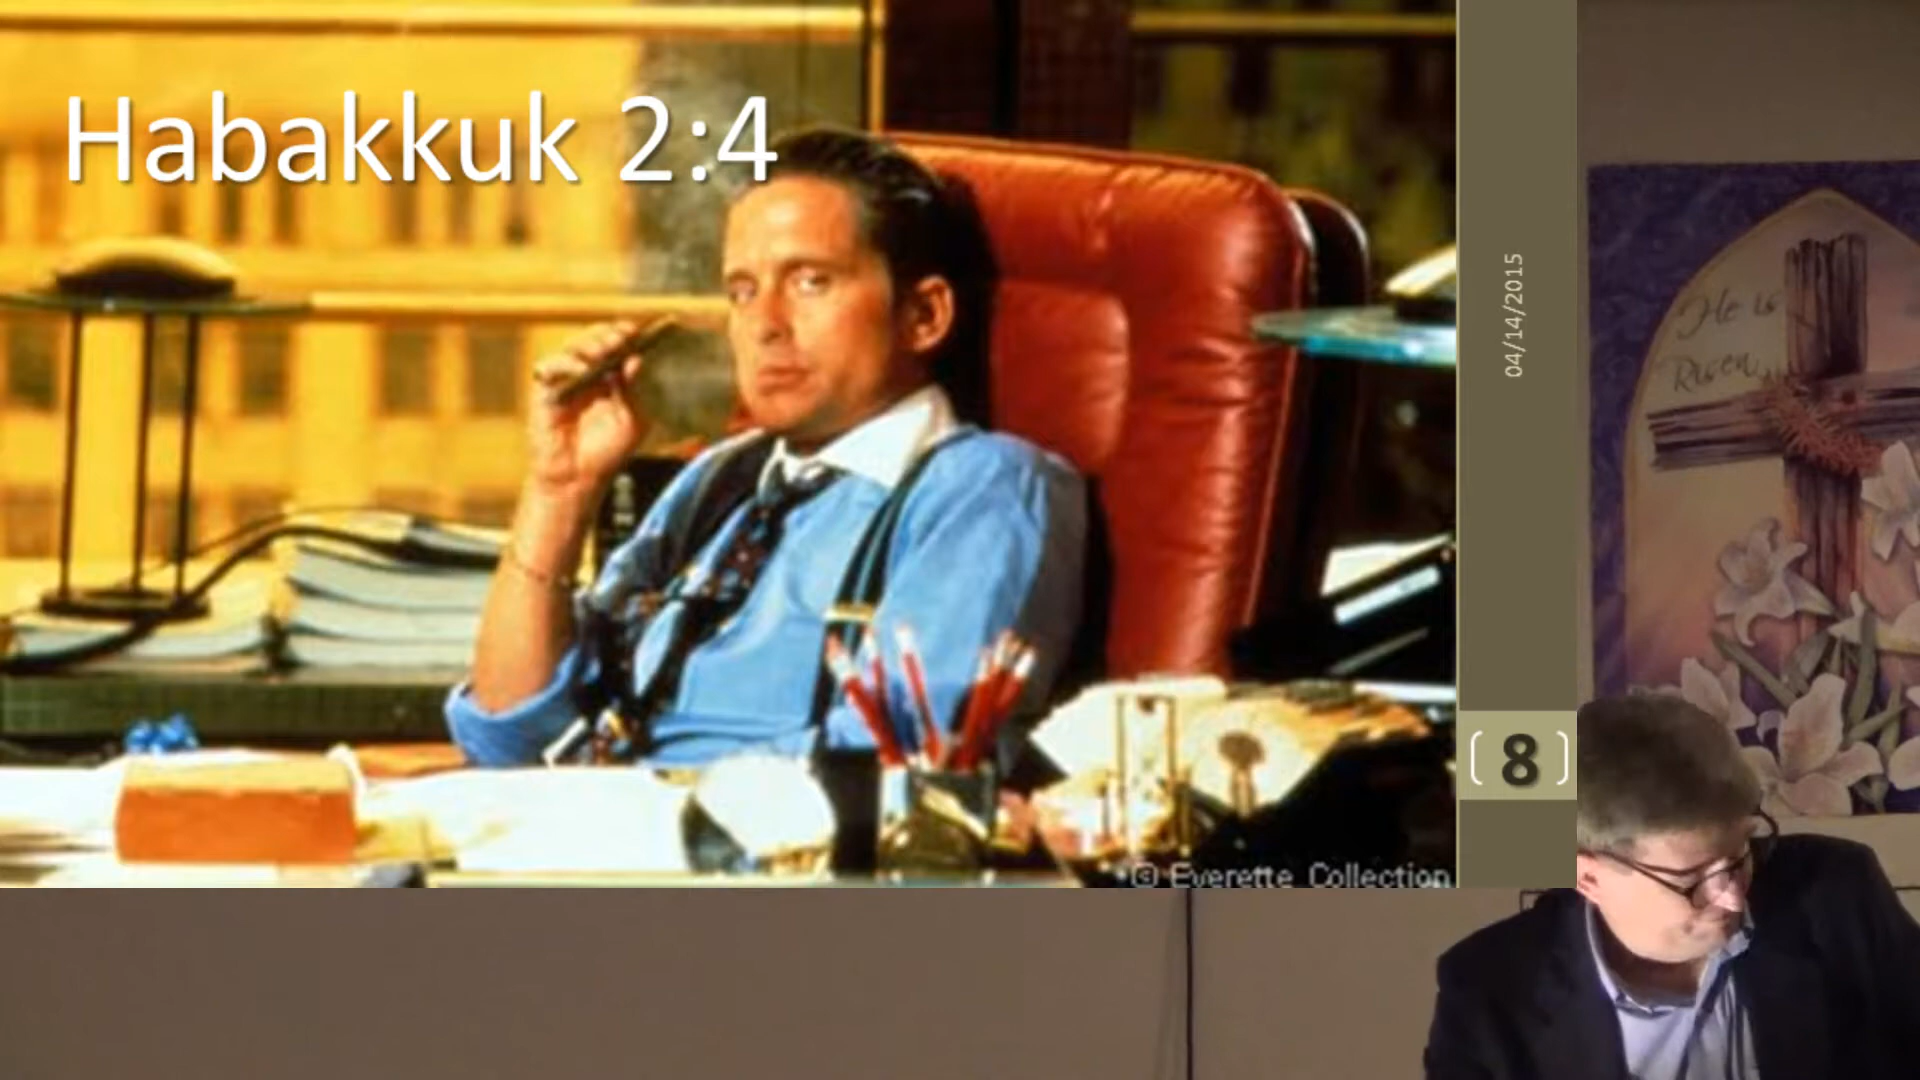 Habakkuk 2:4
04/14/2015
He is
Risen
8
© Everette Collection